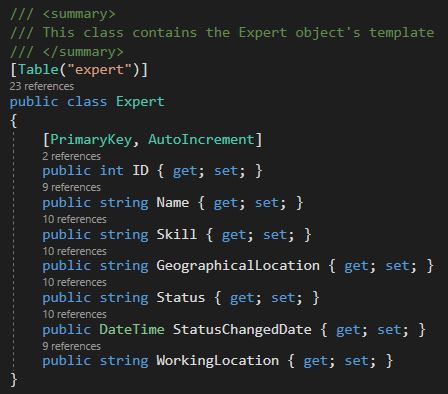 /// <summary>
/// This class contains the Expert object's template
/// </summary>
[Table("expert")]
23 references
public class Expert
{
[PrimaryKey, AutoIncrement]
2 references
public int ID { get; set; }
9 references
public string Name { get; set; }
10 references
public string Skill { get; set; }
10 references
public string GeographicalLocation { get; set; }
10 references
public string Status { get; set; }
10 references
public DateTime StatusChangedDate { get; set; }
9 references
public string WorkingLocation { get; set; }
}